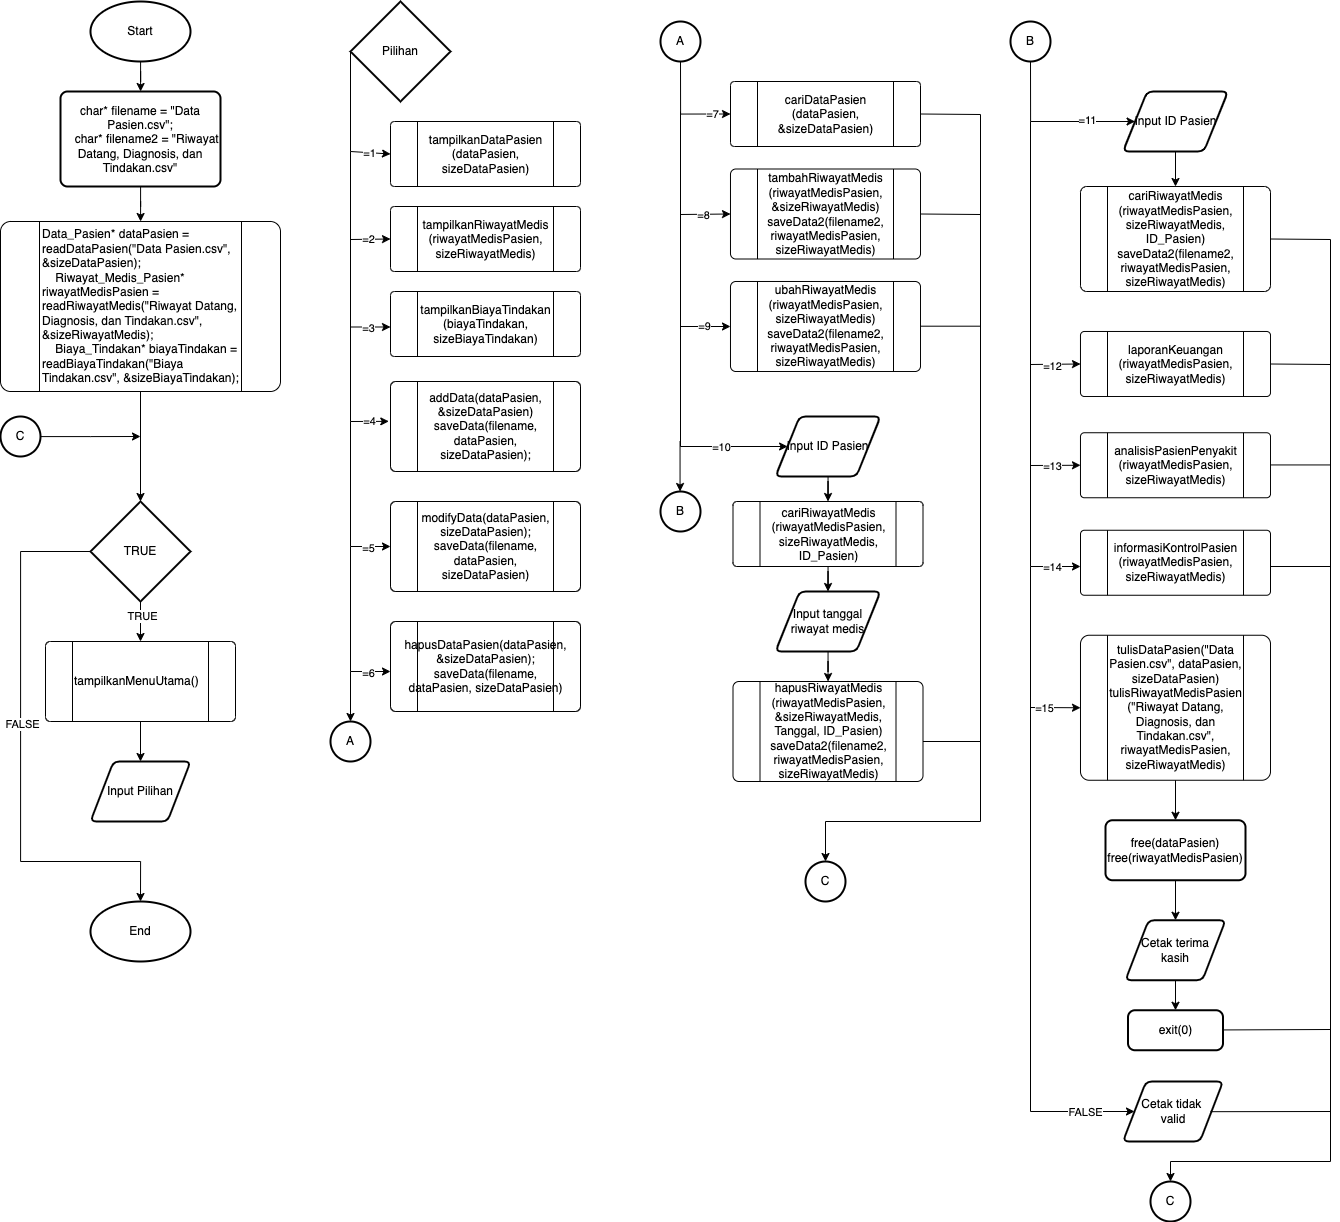 Start
char* filename = "Data
Pasien.csv";
char* filename2 = "Riwayat
Datang, Diagnosis, dan
Tindakan.csv"
Data_Pasien* dataPasien =
readDataPasien("Data Pasien.csv",
&sizeDataPasien);
Riwayat_Medis_Pasien*
riwayatMedisPasien =
readRiwayatMedis("Riwayat Datang,
Diagnosis, dan Tindakan.csv",
&sizeRiwayatMedis);
Biaya_Tindakan* biayaTindakan =
readBiayaTindakan("Biaya
Tindakan.csv", &sizeBiayaTindakan);
C
TRUE
TRUE
tampilkanMenuUtama()
FALSE
Input Pilihan
End
Pilihan
=1
tampilkanDataPasien
(dataPasien,
sizeDataPasien)
=2
tampilkanRiwayatMedis
(riwayatMedisPasien,
sizeRiwayatMedis)
=3
tampilkanBiayaTindakan
(biayaTindakan,
sizeBiayaTindakan)
=4
addData(dataPasien,
&sizeDataPasien)
saveData(filename,
dataPasien,
sizeDataPasien);
=5
modifyData(dataPasien,
sizeDataPasien);
saveData(filename,
dataPasien,
sizeDataPasien)
=6
hapusDataPasien(dataPasien,
&sizeDataPasien);
saveData(filename,
dataPasien, sizeDataPasien)
A
A
=7
cariDataPasien
(dataPasien,
&sizeDataPasien)
=8
tambahRiwayatMedis
(riwayatMedisPasien,
&sizeRiwayatMedis)
saveData2(filename2,
riwayatMedisPasien,
sizeRiwayatMedis)
=9
ubahRiwayatMedis
(riwayatMedisPasien,
sizeRiwayatMedis)
saveData2(filename2,
riwayatMedisPasien,
sizeRiwayatMedis)
=10
Input ID Pasien
B
cariRiwayatMedis
(riwayatMedisPasien,
sizeRiwayatMedis,
ID_Pasien)
Input tanggal
riwayat medis
hapusRiwayatMedis
(riwayatMedisPasien,
&sizeRiwayatMedis,
Tanggal, ID_Pasien)
saveData2(filename2,
riwayatMedisPasien,
sizeRiwayatMedis)
C
B
=11
Input ID Pasien
cariRiwayatMedis
(riwayatMedisPasien,
sizeRiwayatMedis,
ID_Pasien)
saveData2(filename2,
riwayatMedisPasien,
sizeRiwayatMedis)
=12
laporanKeuangan
(riwayatMedisPasien,
sizeRiwayatMedis)
=13
analisisPasienPenyakit
(riwayatMedisPasien,
sizeRiwayatMedis)
=14
informasiKontrolPasien
(riwayatMedisPasien,
sizeRiwayatMedis)
=15
tulisDataPasien("Data
Pasien.csv", dataPasien,
sizeDataPasien)
tulisRiwayatMedisPasien
("Riwayat Datang,
Diagnosis, dan
Tindakan.csv",
riwayatMedisPasien,
sizeRiwayatMedis)
free(dataPasien)
free(riwayatMedisPasien)
Cetak terima
kasih
exit(0)
FALSE
Cetak tidak
valid
C